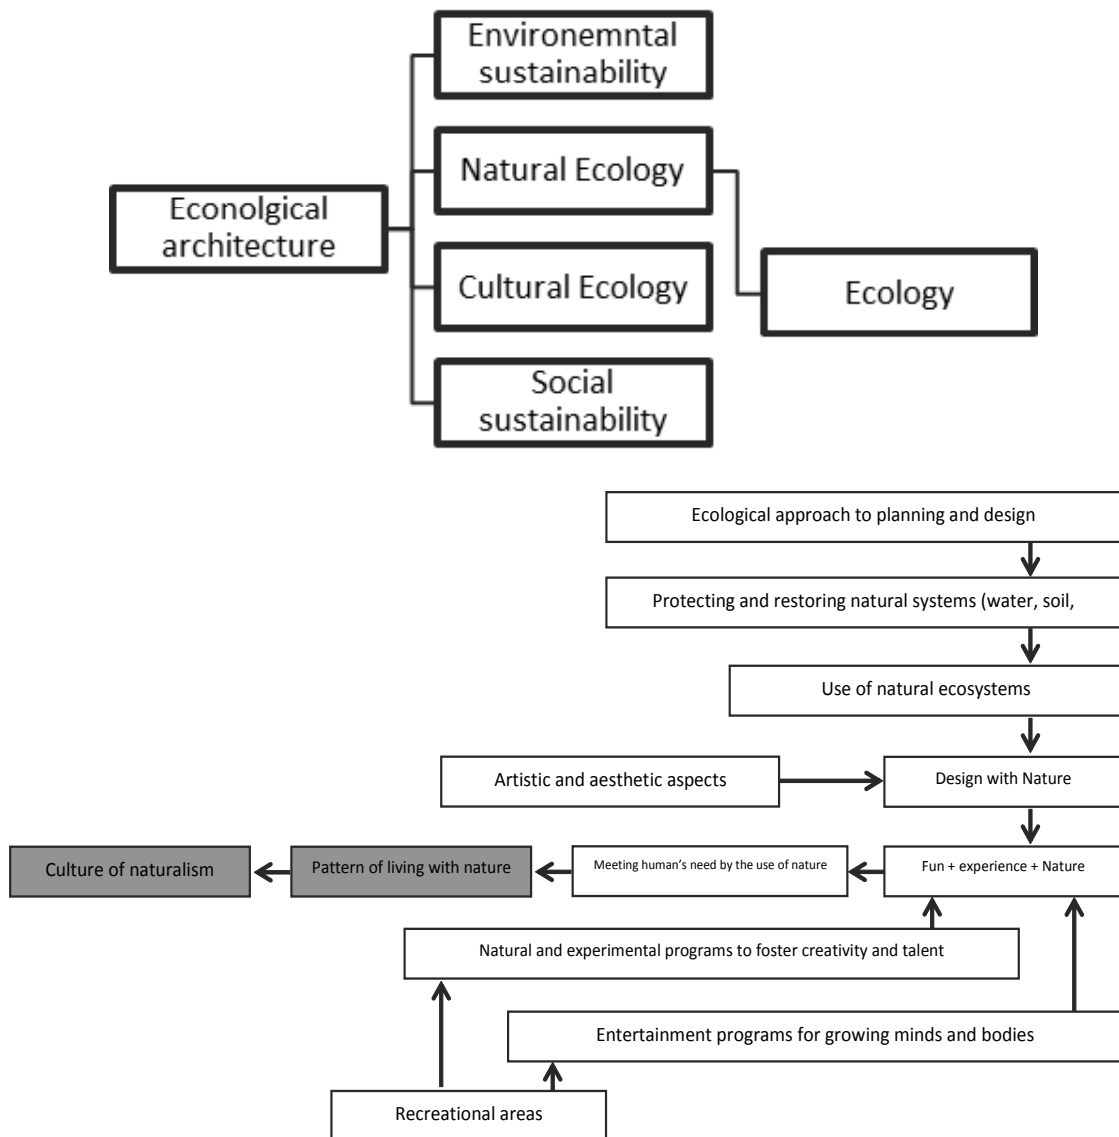 Environemntal
sustainability
Natural Ecology
Econolgical
architecture
Cultural Ecology
Ecology
Social
sustainability
Ecological approach to planning and design
Protecting and restoring natural systems (water, soil,
Use of natural ecosystems
Artistic and aesthetic aspects
Design with Nature
Culture of naturalism
Pattern of living with nature
Meeting human's need by the use of nature
Fun + experience + Nature
Natural and experimental programs to foster creativity and talent
Entertainment programs for growing minds and bodies
Recreational areas